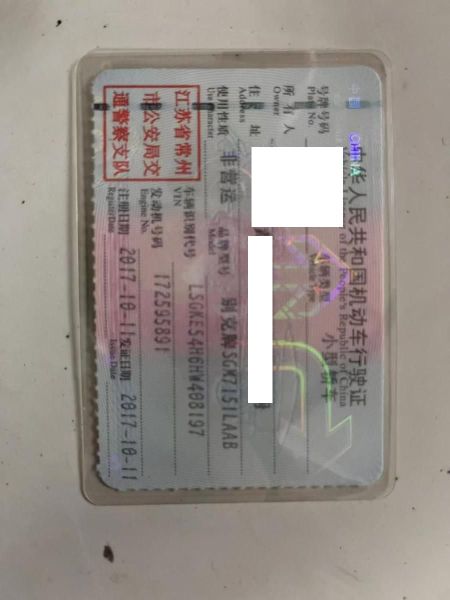 中华人民共和国机动车行驶证
of the People's Republic of China
号牌号码
Plate No.
车辆类型
Vehicle Type
小型轿车
所有人
Owner
住址
Address
使用性质
Use Character
非营运
品牌型号
Model
别克牌SGM7151LAAB
江苏省常州
市公安局交
通警察支队
车辆识别代号
VIN
LSGKE54H6HW408197
发动机号码
Engine No.
172595891
注册日期
Register Date
2017-10-11
发证日期
Issue Date
2017-10-11
CHINA